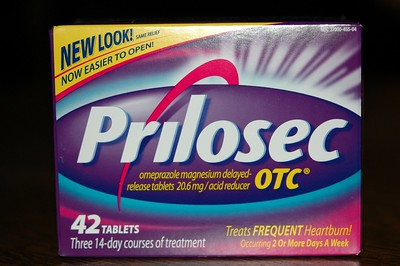 NEW LOOK! SAME RELIEF
NOW EASIER TO OPEN!
Prilosec
OTC®
omeprazole magnesium delayed-
release tablets 20.6 mg / acid reducer
42 TABLETS
Three 14-day courses of treatment
Treats FREQUENT Heartburn!
Occurring 2 Or More Days A Week